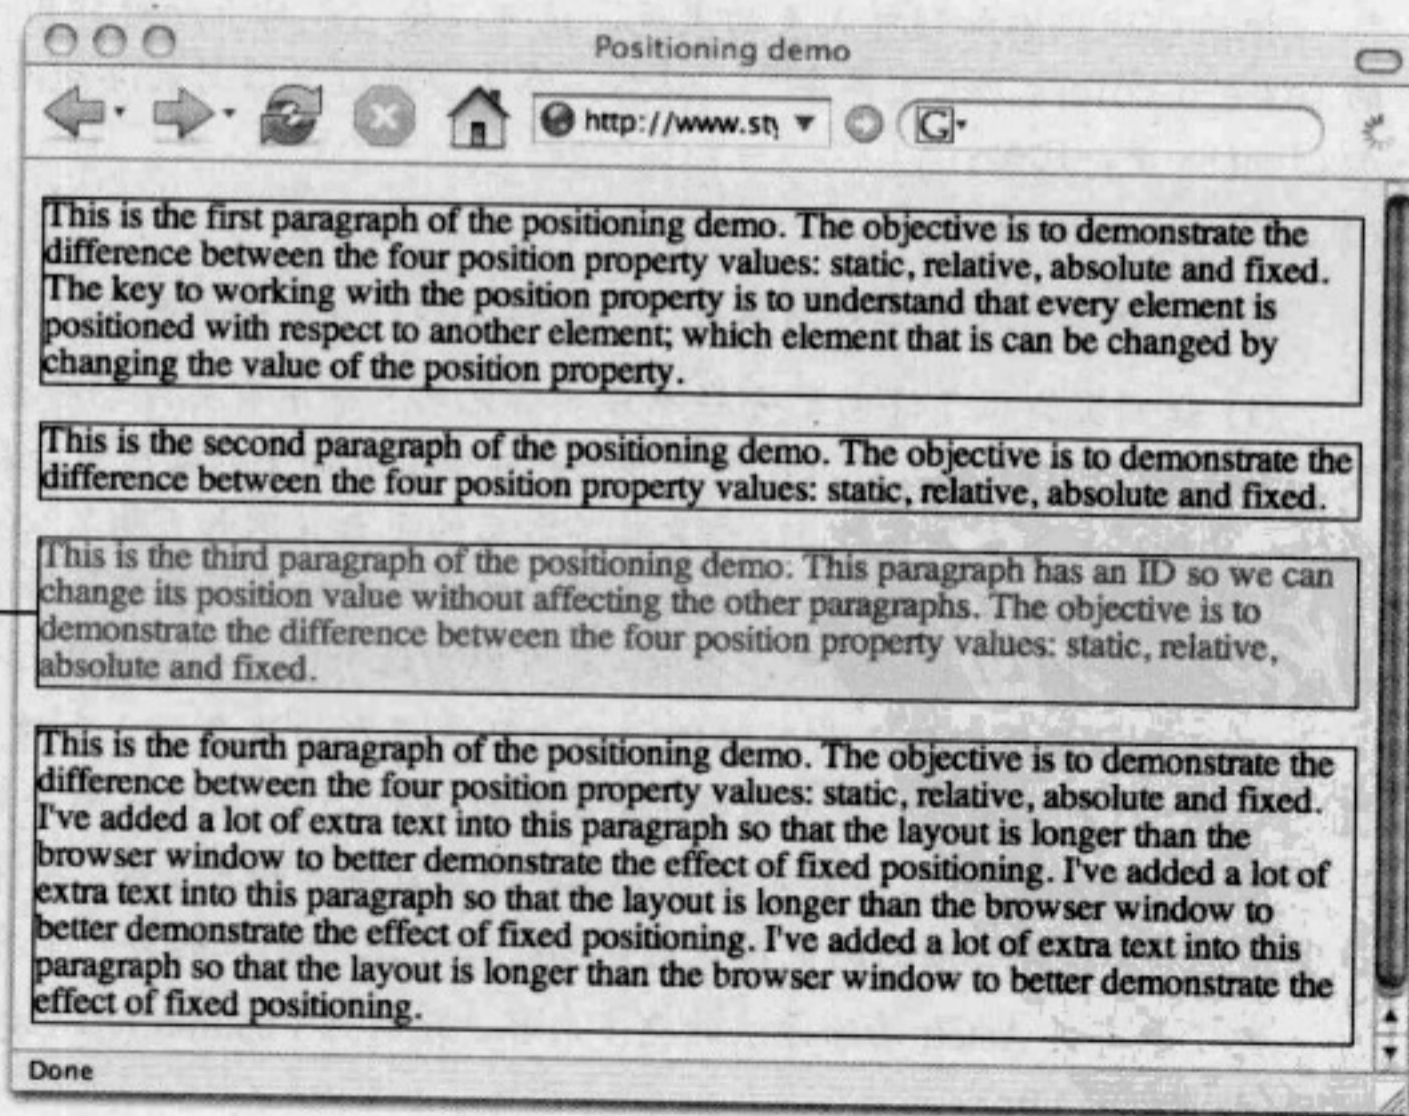 Positioning demo
http://www.sty
G
This is the first paragraph of the positioning demo. The objective is to demonstrate the
difference between the four position property values: static, relative, absolute and fixed.
The key to working with the position property is to understand that every element is
positioned with respect to another element; which element that is can be changed by
changing the value of the position property.
This is the second paragraph of the positioning demo. The objective is to demonstrate the
difference between the four position property values: static, relative, absolute and fixed.
This is the third paragraph of the positioning demo. This paragraph has an ID so we can
change its position value without affecting the other paragraphs. The objective is to
demonstrate the difference between the four position property values: static, relative,
absolute and fixed.
This is the fourth paragraph of the positioning demo. The objective is to demonstrate the
difference between the four position property values: static, relative, absolute and fixed.
I've added a lot of extra text into this paragraph so that the layout is longer than the
browser window to better demonstrate the effect of fixed positioning. I've added a lot of
extra text into this paragraph so that the layout is longer than the browser window to
better demonstrate the effect of fixed positioning. I've added a lot of extra text into this
paragraph so that the layout is longer than the browser window to better demonstrate the
effect of fixed positioning.
Done